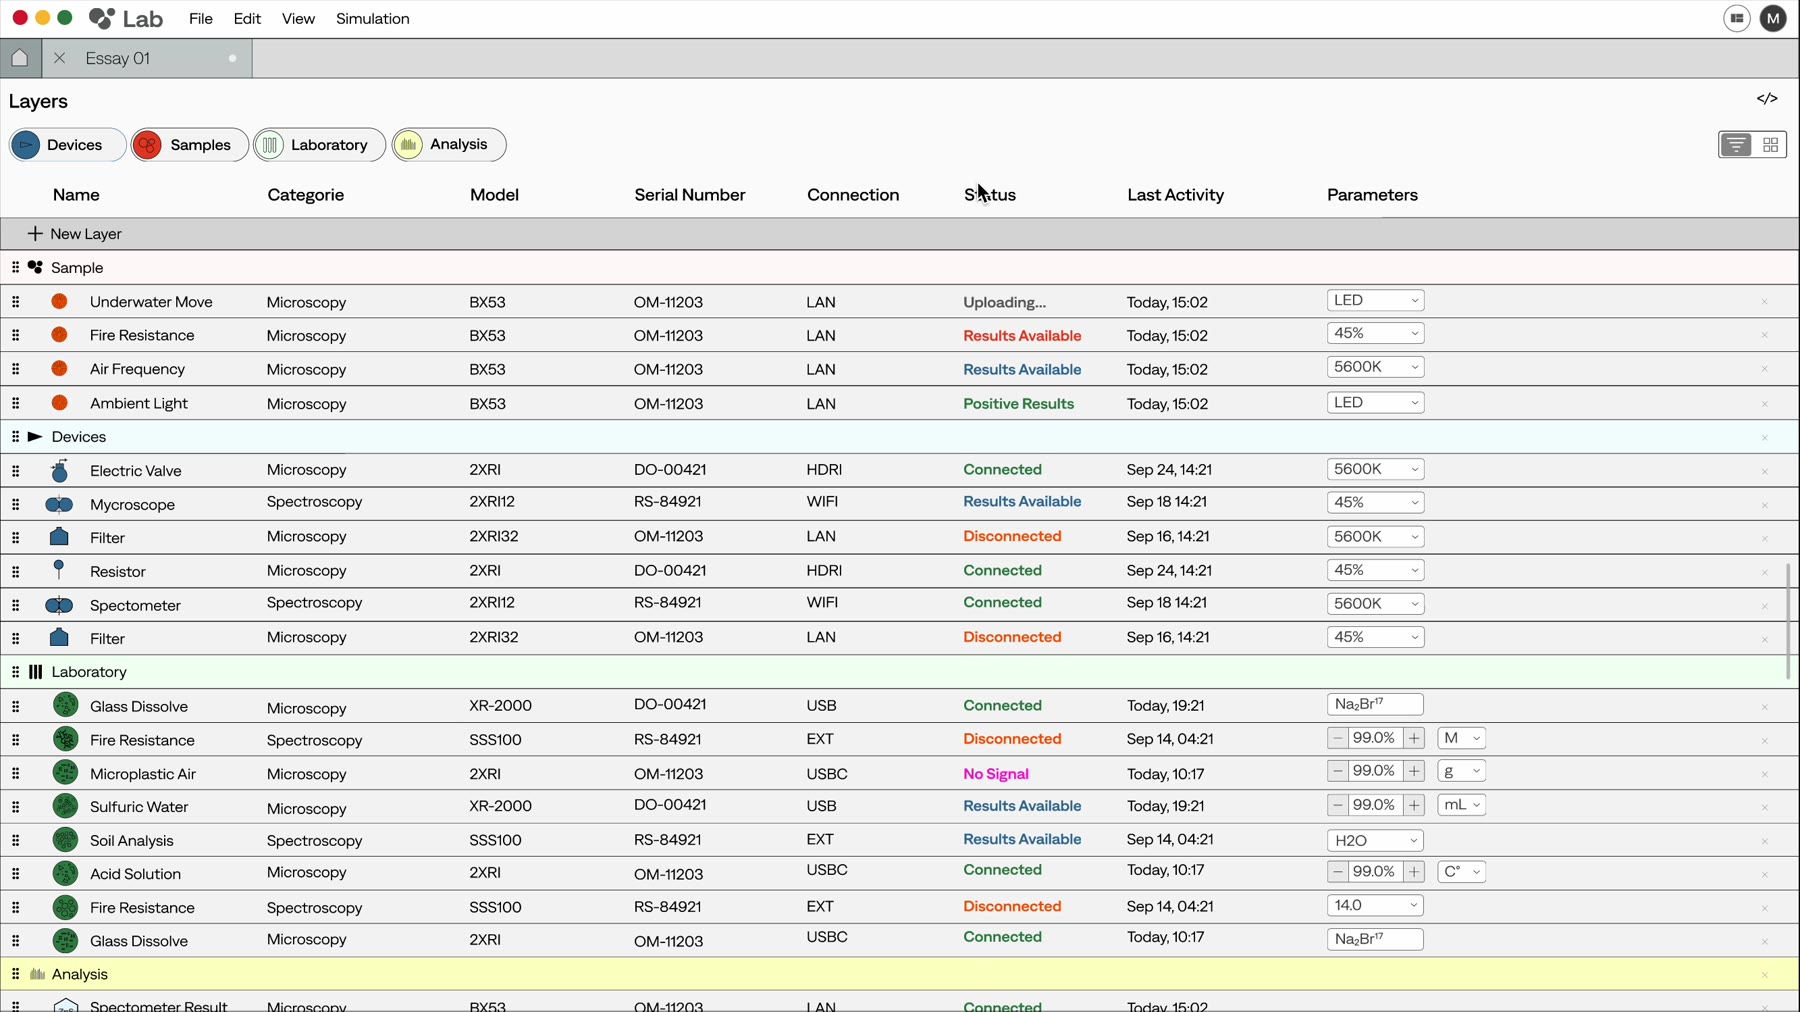 Lab File Edit View Simulation M
Essay 01
Layers </>
Devices Samples Laboratory Analysis
Name Categorie Model Serial Number Connection Status Last Activity Parameters
New Layer
Sample
Underwater Move Microscopy BX53 OM-11203 LAN Uploading... Today, 15:02 LED
Fire Resistance Microscopy BX53 OM-11203 LAN Results Available Today, 15:02 45%
Air Frequency Microscopy BX53 OM-11203 LAN Results Available Today, 15:02 5600K
Ambient Light Microscopy BX53 OM-11203 LAN Positive Results Today, 15:02 LED
Devices
Electric Valve Microscopy 2XRI DO-00421 HDRI Connected Sep 24, 14:21 5600K
Mycroscope Spectroscopy 2XRI12 RS-84921 WIFI Results Available Sep 18 14:21 45%
Filter Microscopy 2XRI32 OM-11203 LAN Disconnected Sep 16, 14:21 5600K
Resistor Microscopy 2XRI DO-00421 HDRI Connected Sep 24, 14:21 45%
Spectometer Spectroscopy 2XRI12 RS-84921 WIFI Connected Sep 18 14:21 5600K
Filter Microscopy 2XRI32 OM-11203 LAN Disconnected Sep 16, 14:21 45%
Laboratory
Glass Dissolve Microscopy XR-2000 DO-00421 USB Connected Today, 19:21 Na₂Br¹⁷
Fire Resistance Spectroscopy SSS100 RS-84921 EXT Disconnected Sep 14, 04:21 − 99.0% + M
Microplastic Air Microscopy 2XRI OM-11203 USBC No Signal Today, 10:17 − 99.0% + g
Sulfuric Water Microscopy XR-2000 DO-00421 USB Results Available Today, 19:21 − 99.0% + mL
Soil Analysis Spectroscopy SSS100 RS-84921 EXT Results Available Sep 14, 04:21 H2O
Acid Solution Microscopy 2XRI OM-11203 USBC Connected Today, 10:17 − 99.0% + C°
Fire Resistance Spectroscopy SSS100 RS-84921 EXT Disconnected Sep 14, 04:21 14.0
Glass Dissolve Microscopy 2XRI OM-11203 USBC Connected Today, 10:17 Na₂Br¹⁷
Analysis
Spectometer Result Microscopy BX53 OM-11203 LAN Connected Today, 15:02